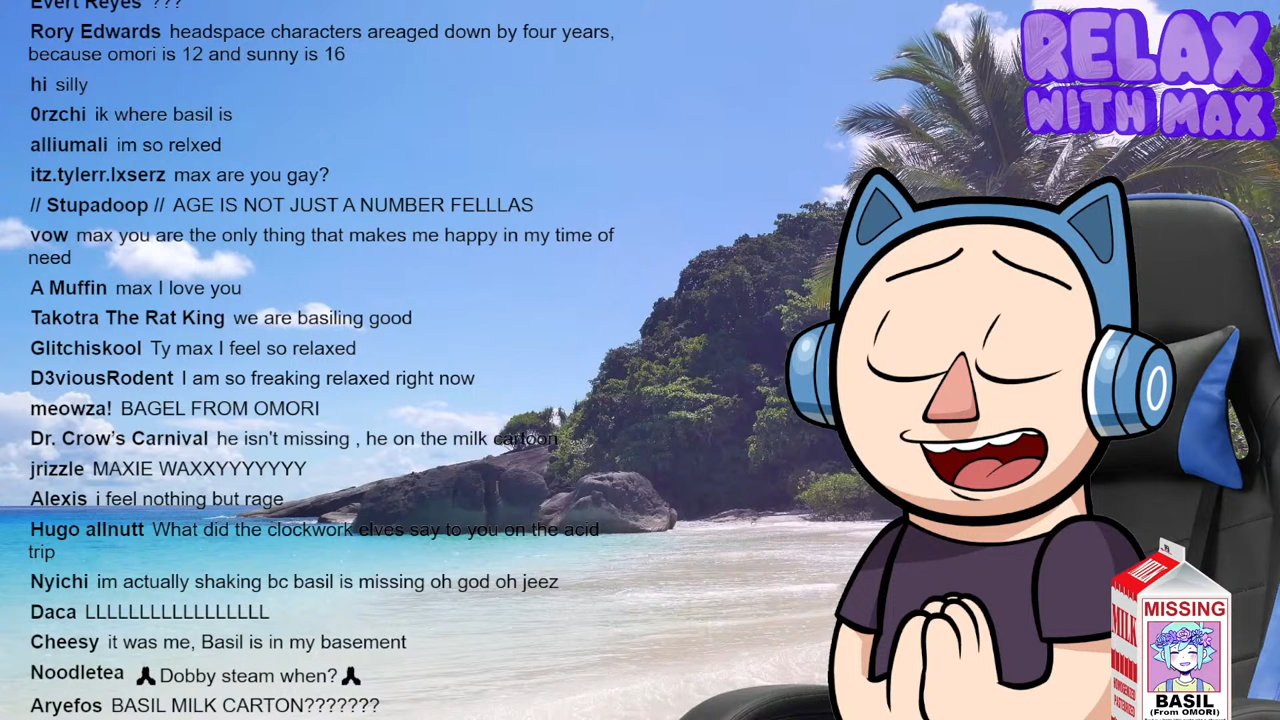 Evert Reyes ???
Rory Edwards headspace characters areaged down by four years,
because omori is 12 and sunny is 16
hi silly
0rzchi ik where basil is
alliumali im so relxed
itz.tylerr.lxserz max are you gay?
// Stupadoop // AGE IS NOT JUST A NUMBER FELLLAS
vow max you are the only thing that makes me happy in my time of
need
A Muffin max I love you
Takotra The Rat King we are basiling good
Glitchiskool Ty max I feel so relaxed
D3viousRodent I am so freaking relaxed right now
meowza! BAGEL FROM OMORI
Dr. Crow's Carnival he isn't missing , he on the milk cartoon
jrizzle MAXIE WAXXYYYYYYY
Alexis i feel nothing but rage
Hugo allnutt What did the clockwork elves say to you on the acid
trip
Nyichi im actually shaking bc basil is missing oh god oh jeez
Daca LLLLLLLLLLLLLLLLL
Cheesy it was me, Basil is in my basement
Noodletea Dobby steam when?
Aryefos BASIL MILK CARTON???????
RELAX
WITH MAX
MILK
MISSING
BASIL
(From OMORI)